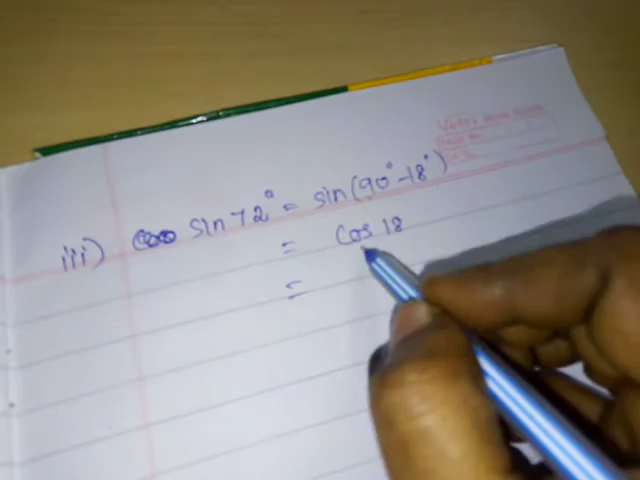 iii) sin 72° = sin (90° - 18°)
= cos 18
=